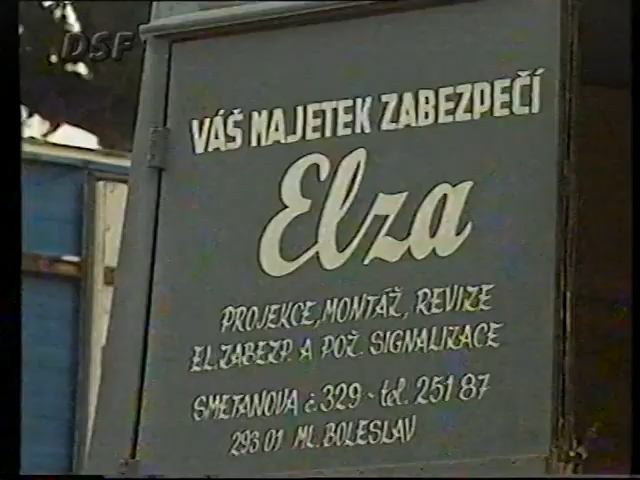 DSF
VÁŠ MAJETEK ZABEZPEČÍ
Elza
PROJEKCE, MONTÁŽ, REVIZE
EL. ZABEZP. A POŽ. SIGNALIZACE
SMETANOVA č. 329 - tel. 251 87
293 01 ML. BOLESLAV